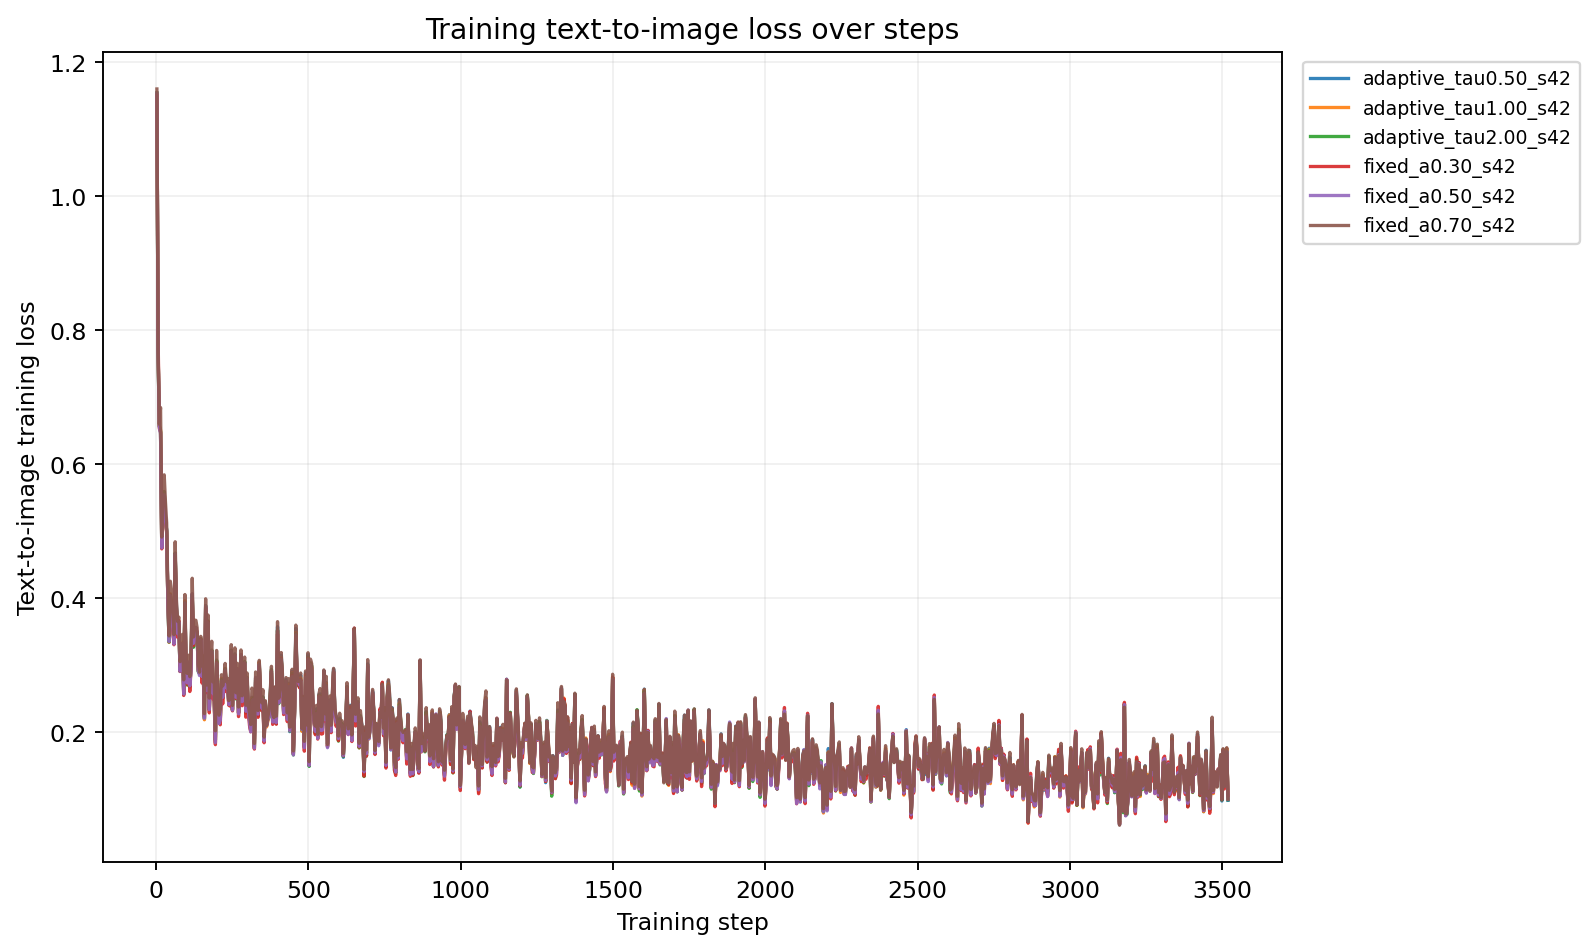 Training text-to-image loss over steps
1.2
1.0
0.8
0.6
0.4
0.2
Text-to-image training loss
0
500
1000
1500
2000
2500
3000
3500
Training step
adaptive_tau0.50_s42
adaptive_tau1.00_s42
adaptive_tau2.00_s42
fixed_a0.30_s42
fixed_a0.50_s42
fixed_a0.70_s42